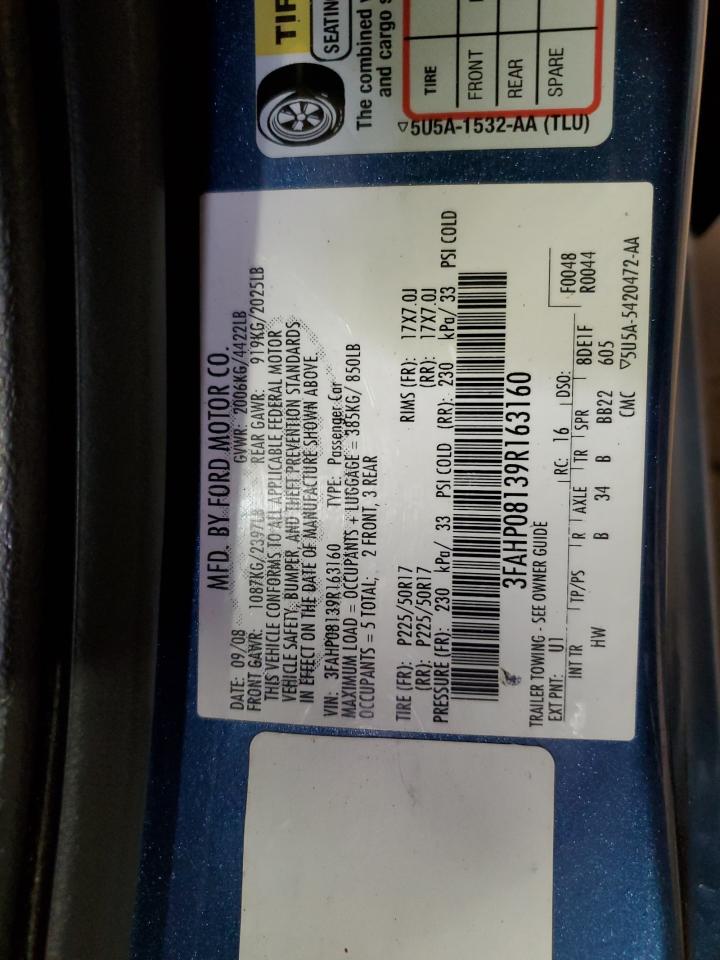 MFD. BY FORD MOTOR CO.
DATE: 09/08 GVWR: 2006KG/4422LB
FRONT GAWR: 1087KG/2397LB REAR GAWR: 919KG/2025LB
THIS VEHICLE CONFORMS TO ALL APPLICABLE FEDERAL MOTOR
VEHICLE SAFETY, BUMPER, AND THEFT PREVENTION STANDARDS
IN EFFECT ON THE DATE OF MANUFACTURE SHOWN ABOVE.
VIN: 3FAHP08139R163160 TYPE: Passenger Car
MAXIMUM LOAD = OCCUPANTS + LUGGAGE = 385KG/ 850LB
OCCUPANTS = 5 TOTAL; 2 FRONT, 3 REAR
TIRE (FR): P225/50R17 RIMS (FR): 17X7.0J
(RR): P225/50R17 (RR): 17X7.0J
PRESSURE (FR): 230 kPa/ 33 PSI COLD (RR): 230 kPa/ 33 PSI COLD
3FAHP08139R163160
TRAILER TOWING - SEE OWNER GUIDE
EXT PNT: U1 RC: 16 DSO: F0048
R0044
INT TR TP/PS R AXLE TR SPR 8DE1F
HW B 34 B BB22 605
CMC ▽5U5A-5420472-AA
TIR
SEATING
The combined
and cargo s
TIRE
FRONT
REAR
SPARE
▽5U5A-1532-AA (TLU)